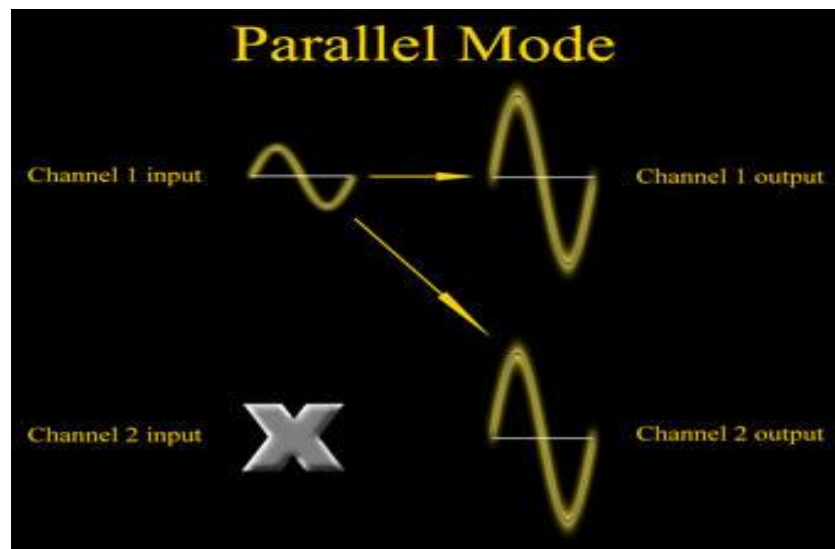 Parallel Mode
Channel 1 input
Channel 1 output
Channel 2 input
X
Channel 2 output